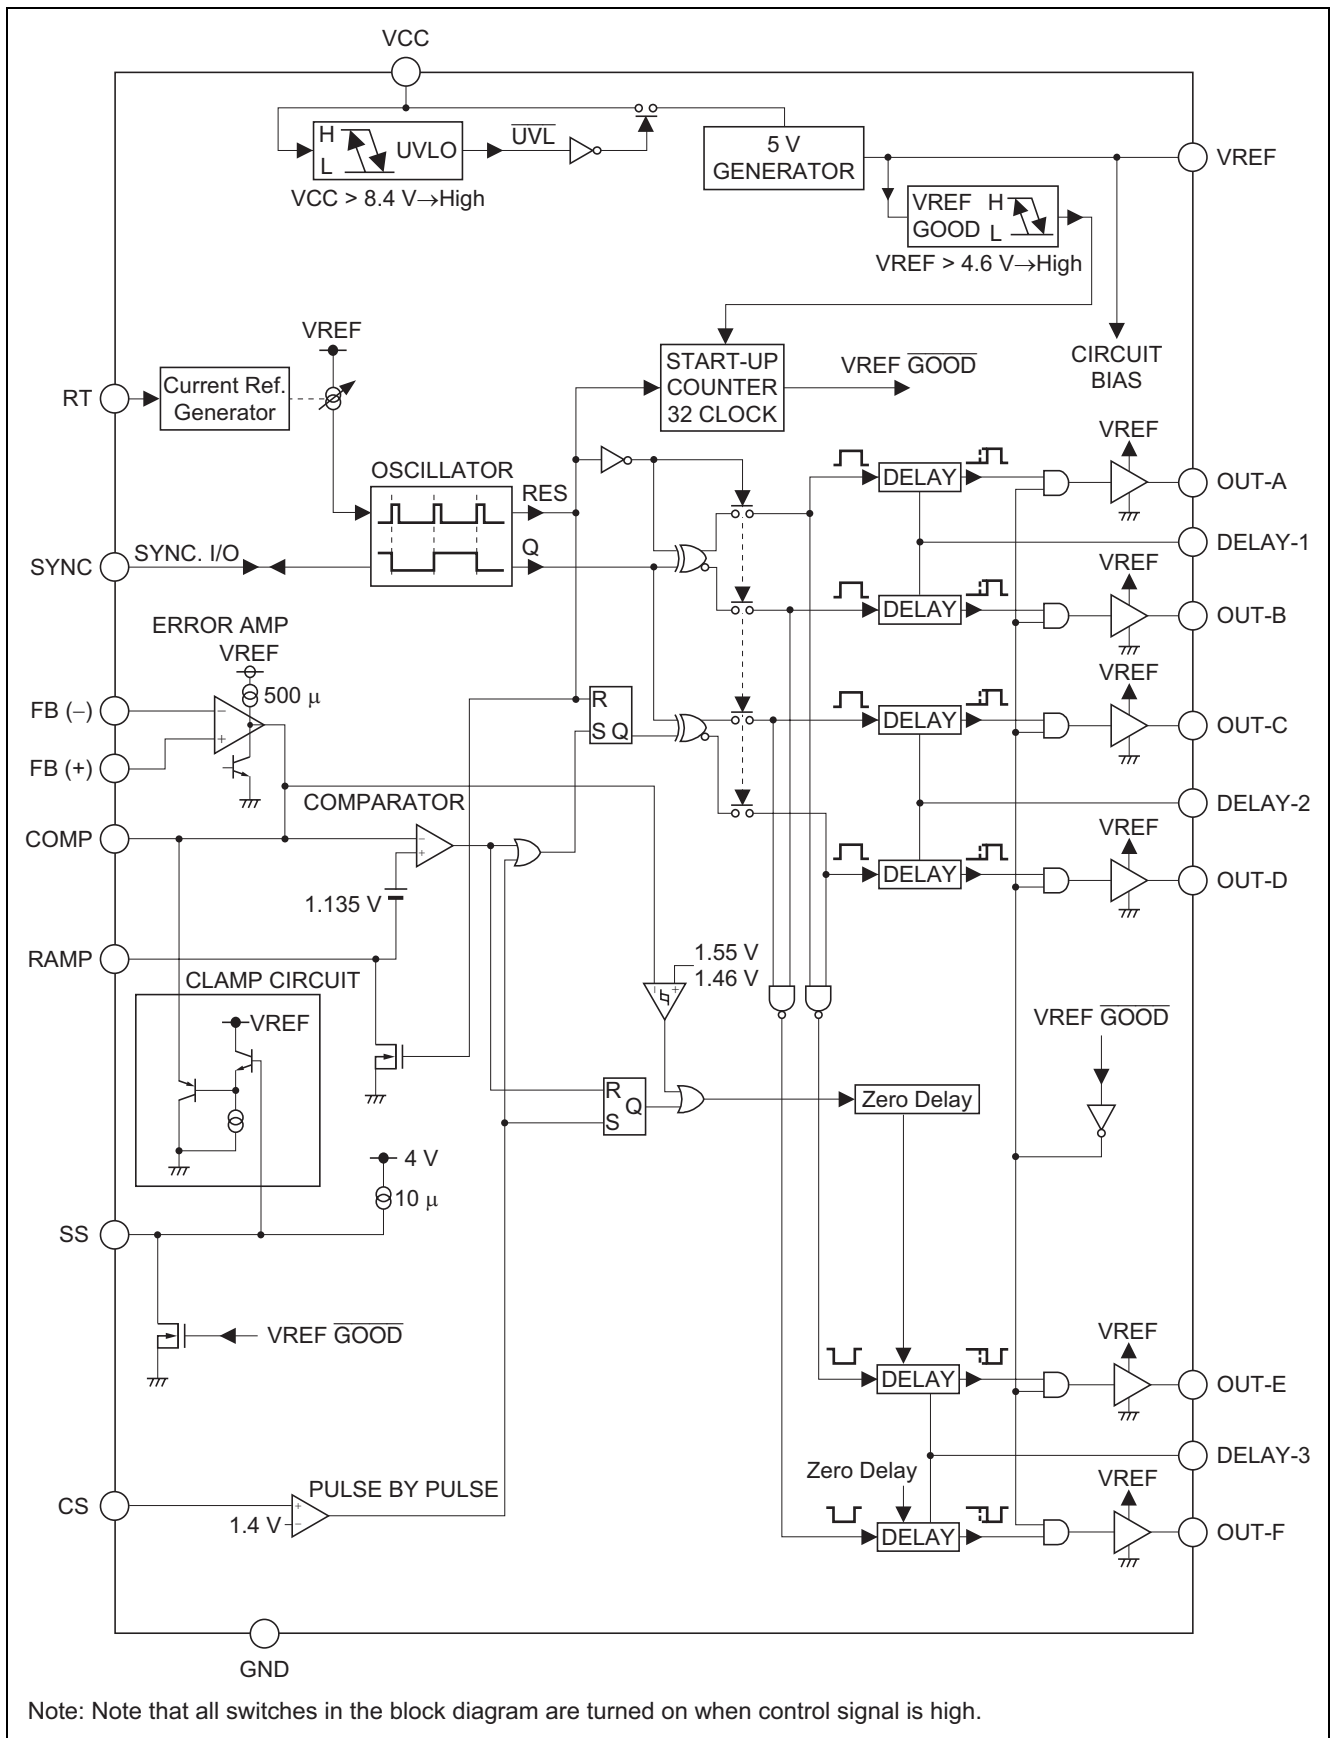 VCC
H
L
UVLO
UVL
VCC > 8.4 V→High
5 V
GENERATOR
VREF
VREF
GOOD
H
L
VREF > 4.6 V→High
CIRCUIT
BIAS
VREF
RT
Current Ref.
Generator
START-UP
COUNTER
32 CLOCK
VREF GOOD
OSCILLATOR
RES
Q
SYNC
SYNC. I/O
DELAY
VREF
OUT-A
DELAY-1
DELAY
VREF
OUT-B
ERROR AMP
VREF
500 μ
FB (−)
−
+
FB (+)
R
S Q
DELAY
VREF
OUT-C
DELAY-2
COMP
COMPARATOR
−
+
1.135 V
DELAY
VREF
OUT-D
RAMP
1.55 V
1.46 V
−
+
CLAMP CIRCUIT
VREF
VREF GOOD
R
Q
S
Zero Delay
4 V
10 μ
SS
VREF GOOD
DELAY
VREF
OUT-E
DELAY-3
Zero Delay
DELAY
VREF
OUT-F
CS
PULSE BY PULSE
+
1.4 V
−
GND
Note: Note that all switches in the block diagram are turned on when control signal is high.